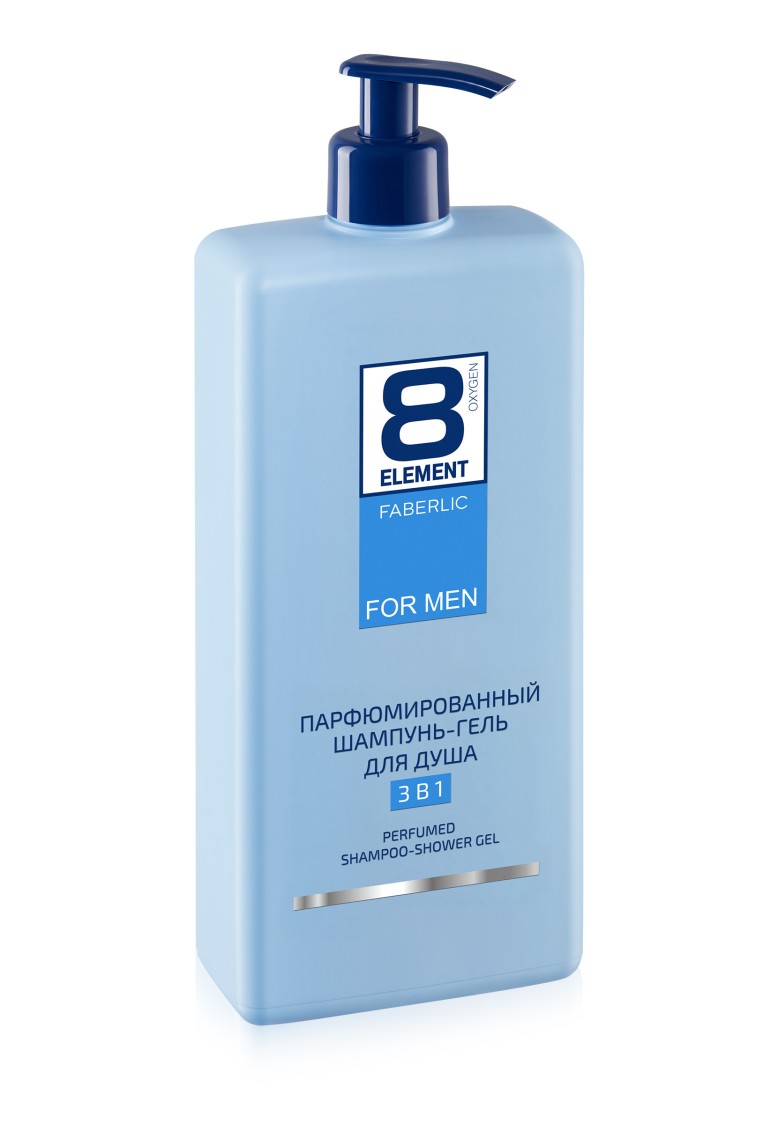 8
OXYGEN
ELEMENT
FABERLIC
FOR MEN
ПАРФЮМИРОВАННЫЙ
ШАМПУНЬ-ГЕЛЬ
ДЛЯ ДУША
3 В 1
PERFUMED
SHAMPOO-SHOWER GEL